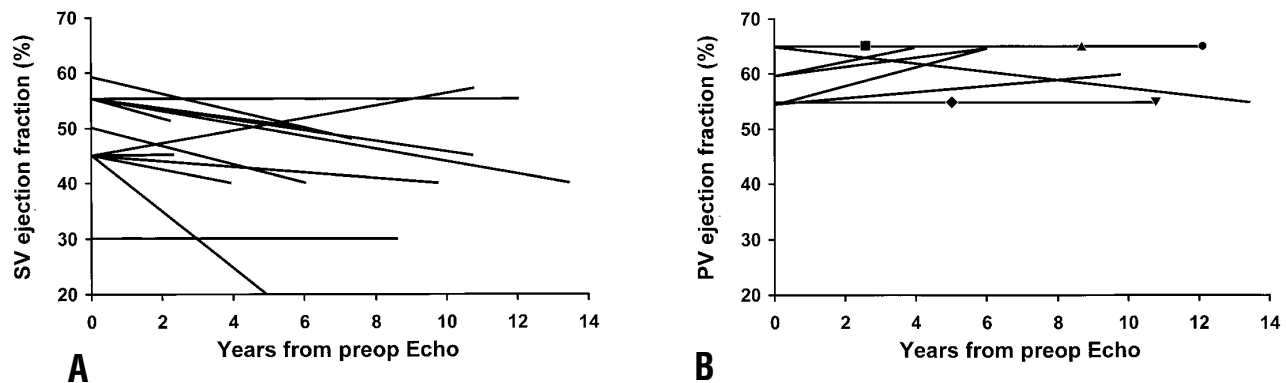 70
60
50
40
30
20
SV ejection fraction (%)
0 2 4 6 8 10 12 14
Years from preop Echo
A
70
60
50
40
30
20
PV ejection fraction (%)
0 2 4 6 8 10 12 14
Years from preop Echo
B